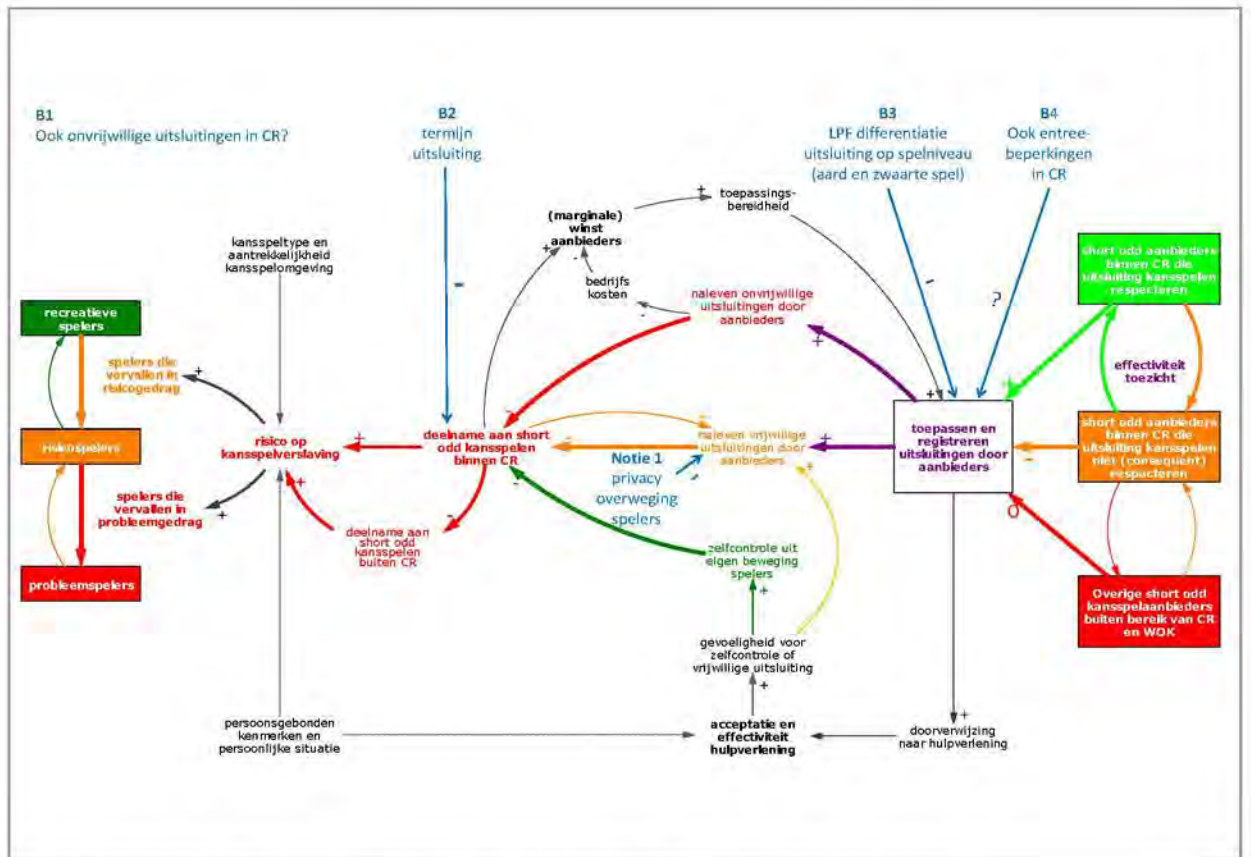 B1
Ook onvrijwillige uitsluitingen in CR?
B2
termijn
uitsluiting
B3
LPF differentiatie
uitsluiting op spelniveau
(aard en zwaarte spel)
B4
Ook entree-
beperkingen
in CR
kansspeltype en
aantrekkelijkheid
kansspelomgeving
(marginale)
winst
aanbieders
+
toepassings-
bereidheid
bedrijfs
kosten
naleven onvrijwillige
uitsluitingen door
aanbieders
short odd aanbieders
binnen CR die
uitsluiting kansspelen
respecteren
recreatieve
spelers
spelers die
vervallen in
risicogedrag
+
-
-
?
effectiviteit
toezicht
risicospelers
risico op
kansspelverslaving
+
deelname aan short
odd kansspelen
binnen CR
naleven vrijwillige
uitsluitingen door
aanbieders
+
toepassen en
registreren
uitsluitingen door
aanbieders
short odd aanbieders
binnen CR die
uitsluiting kansspelen
niet (consequent)
respecteren
Notie 1
privacy
overweging
spelers
spelers die
vervallen in
probleemgedrag
+
deelname aan
short odd
kansspelen
buiten CR
zelfcontrole uit
eigen beweging
spelers
+
0
probleemspelers
Overige short odd
kansspelaanbieders
buiten bereik van CR
en WOK
gevoeligheid voor
zelfcontrole of
vrijwillige uitsluiting
+
persoonsgebonden
kenmerken en
persoonlijke situatie
acceptatie en
effectiviteit
hulpverlening
+
doorverwijzing
naar hulpverlening